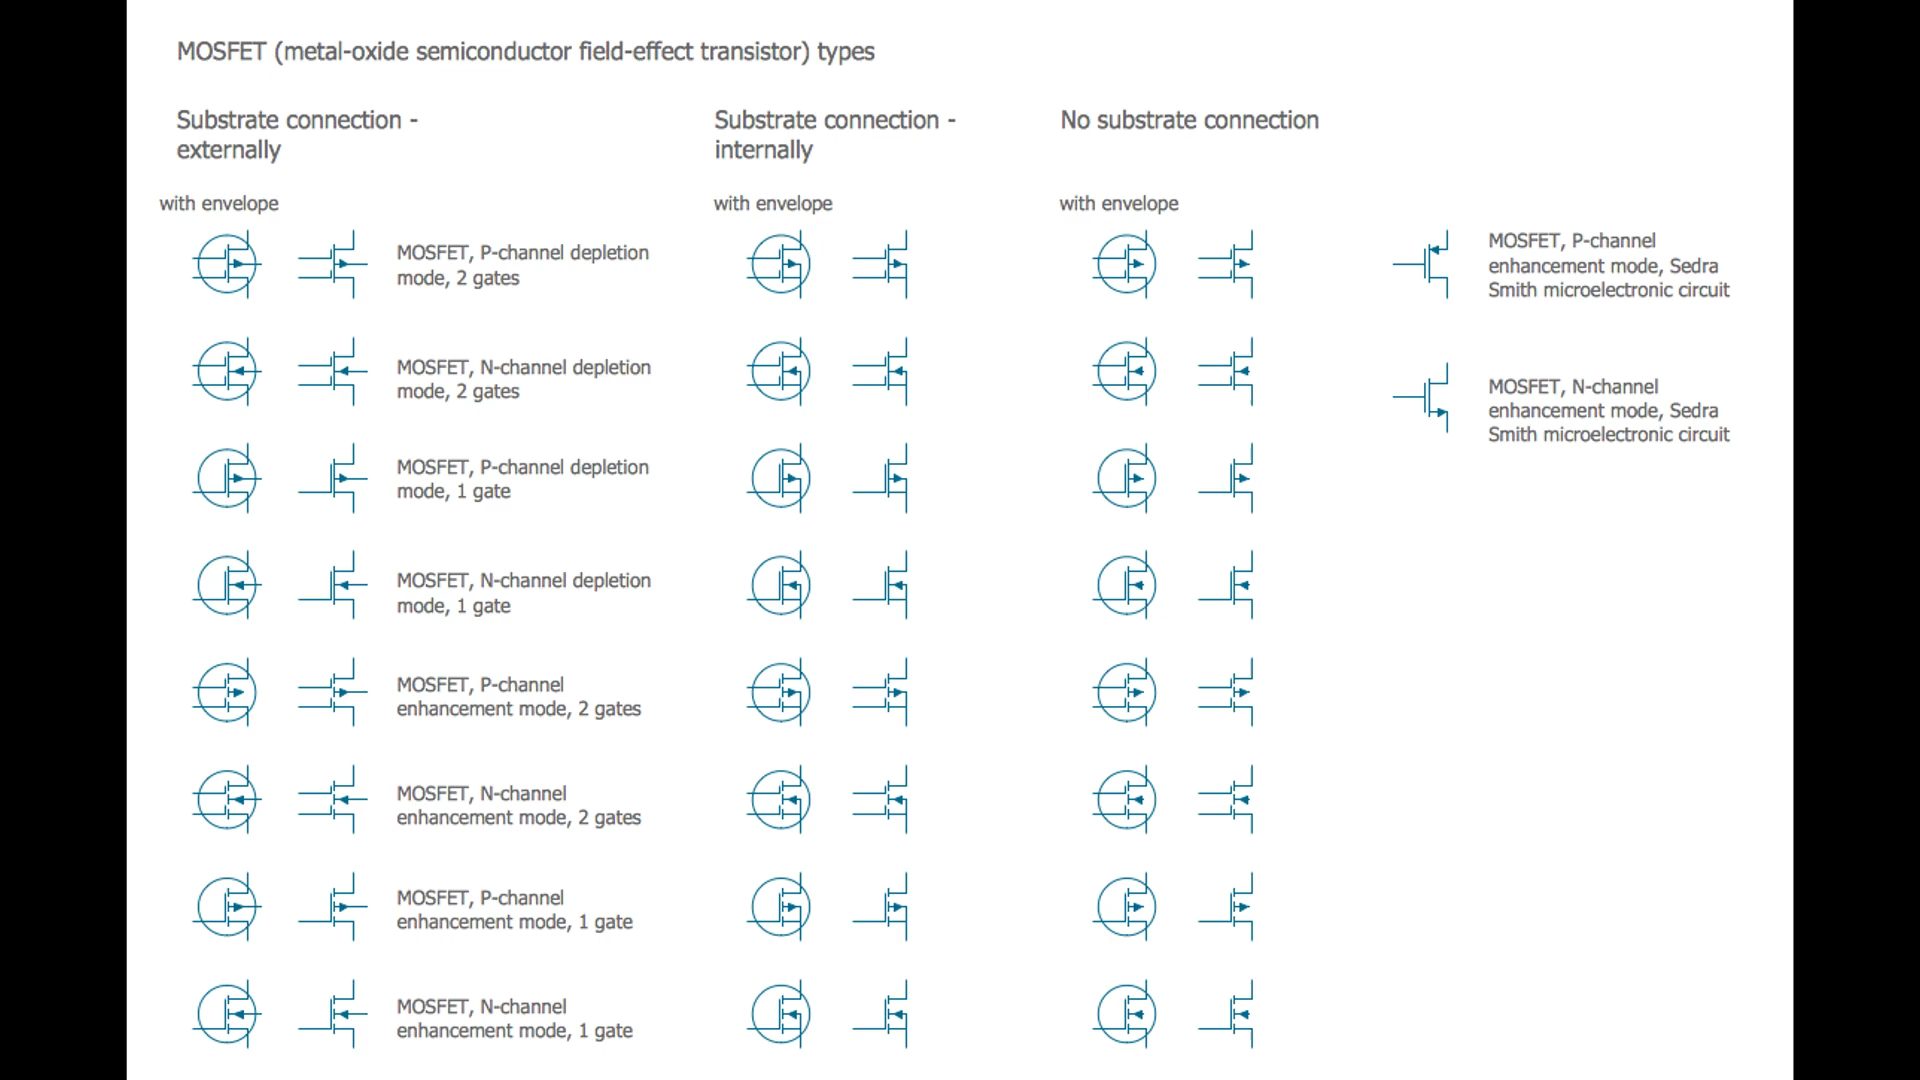 MOSFET (metal-oxide semiconductor field-effect transistor) types
Substrate connection -
externally
Substrate connection -
internally
No substrate connection
with envelope
with envelope
with envelope
MOSFET, P-channel depletion
mode, 2 gates
MOSFET, P-channel
enhancement mode, Sedra
Smith microelectronic circuit
MOSFET, N-channel depletion
mode, 2 gates
MOSFET, N-channel
enhancement mode, Sedra
Smith microelectronic circuit
MOSFET, P-channel depletion
mode, 1 gate
MOSFET, N-channel depletion
mode, 1 gate
MOSFET, P-channel
enhancement mode, 2 gates
MOSFET, N-channel
enhancement mode, 2 gates
MOSFET, P-channel
enhancement mode, 1 gate
MOSFET, N-channel
enhancement mode, 1 gate